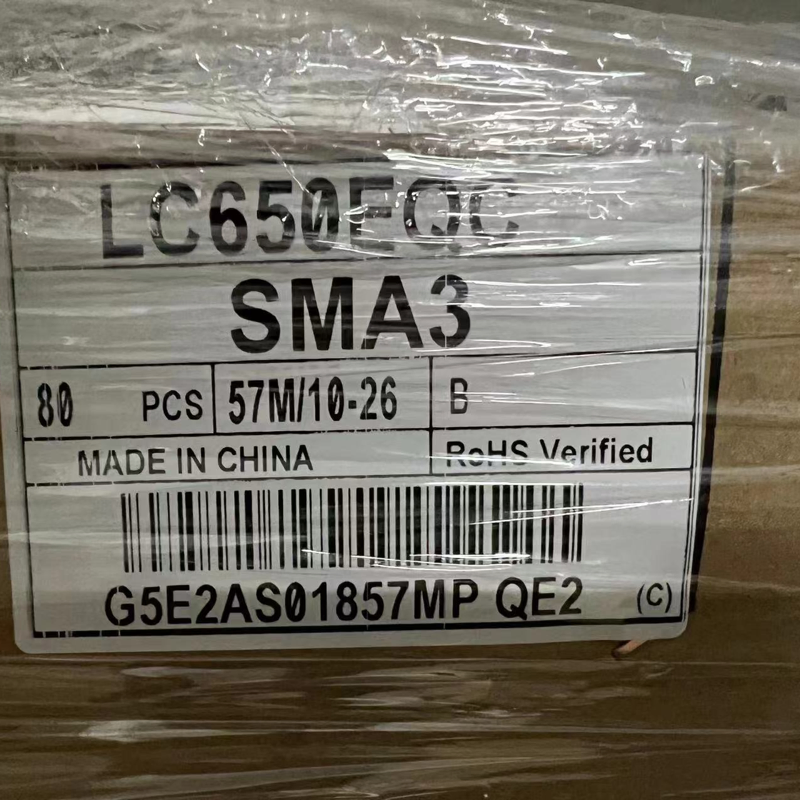 LC650EQC
SMA3
80 PCS 57M/10-26 B
MADE IN CHINA RoHS Verified
G5E2AS01857MP QE2 (C)